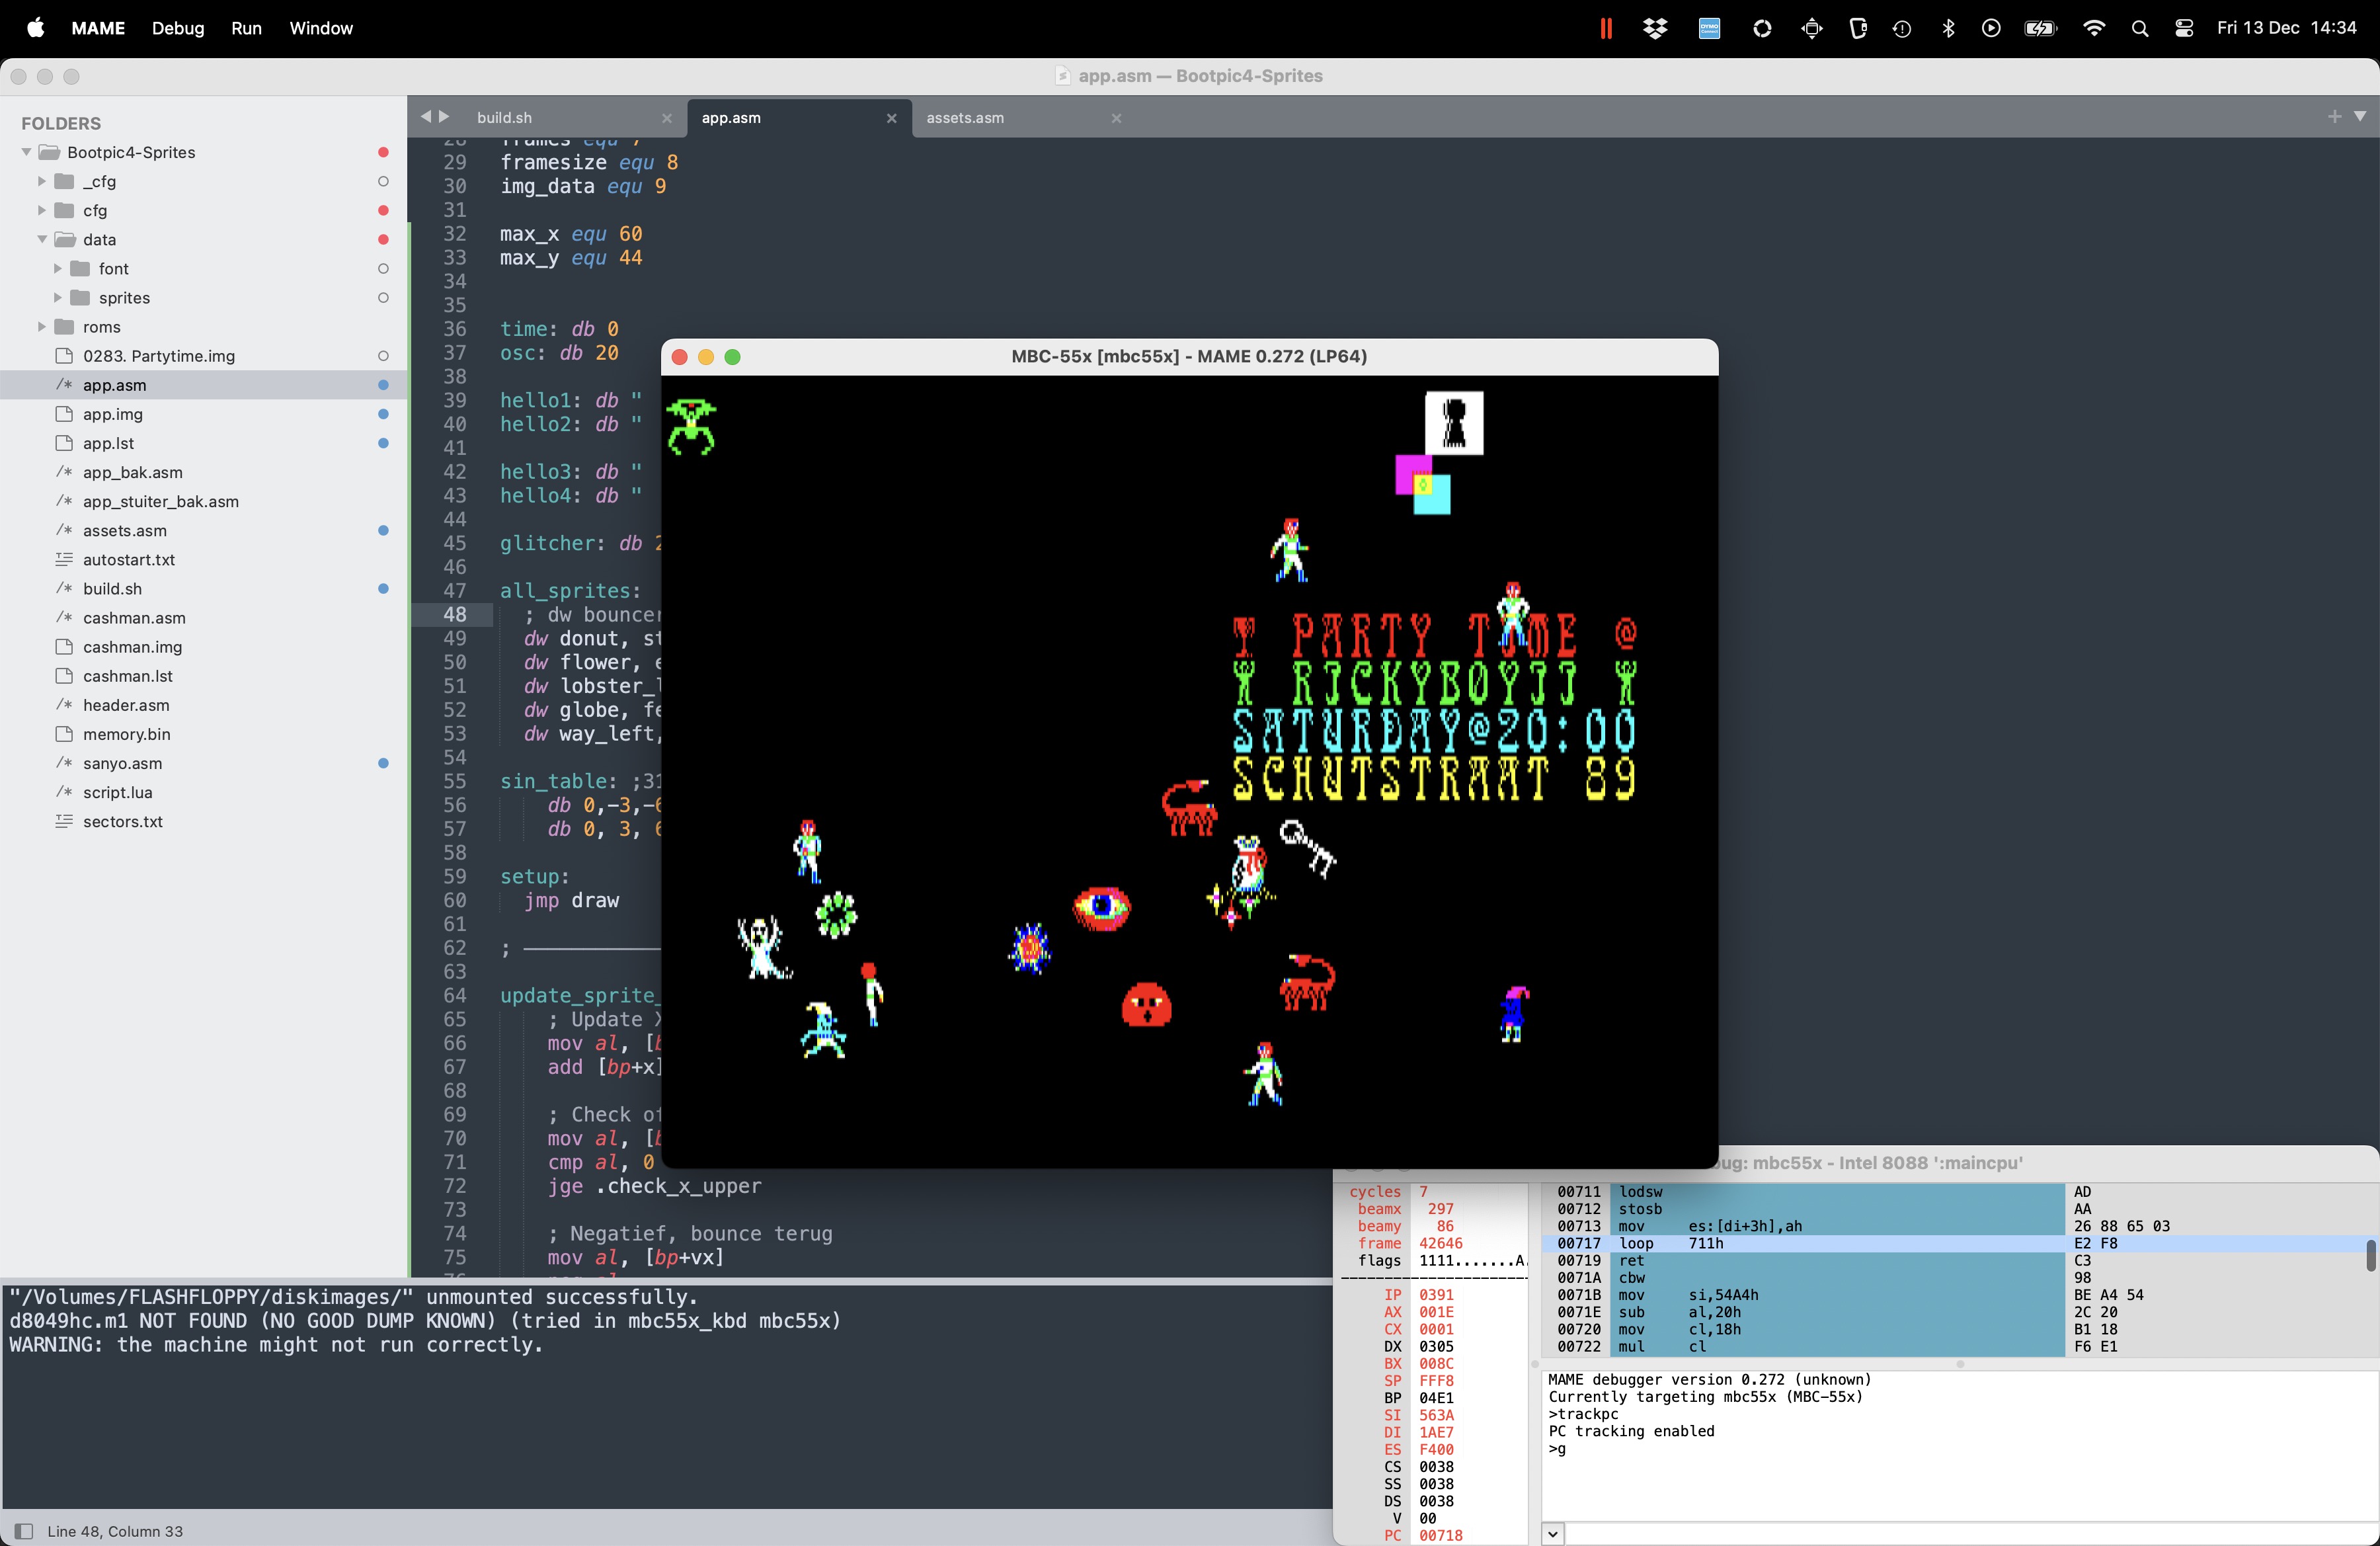 MAME Debug Run Window
Fri 13 Dec 14:34
app.asm — Bootpic4-Sprites
FOLDERS
Bootpic4-Sprites
_cfg
cfg
data
font
sprites
roms
0283. Partytime.img
app.asm
app.img
app.lst
app_bak.asm
app_stuiter_bak.asm
assets.asm
autostart.txt
build.sh
cashman.asm
cashman.img
cashman.lst
header.asm
memory.bin
sanyo.asm
script.lua
sectors.txt
build.sh
app.asm
assets.asm
28 frames equ 7
29 framesize equ 8
30 img_data equ 9
31
32 max_x equ 60
33 max_y equ 44
34
35
36 time: db 0
37 osc: db 20
38
39 hello1: db "
40 hello2: db "
41
42 hello3: db "
43 hello4: db "
44
45 glitcher: db 2
46
47 all_sprites:
48 ; dw bouncer
49 dw donut, st
50 dw flower, e
51 dw lobster_l
52 dw globe, fe
53 dw way_left,
54
55 sin_table: ;31
56 db 0,-3,-6
57 db 0, 3, 6
58
59 setup:
60 jmp draw
61
62 ;
63
64 update_sprite_
65 ; Update X
66 mov al, [b
67 add [bp+x]
68
69 ; Check of
70 mov al, [b
71 cmp al, 0
72 jge .check_x_upper
73
74 ; Negatief, bounce terug
75 mov al, [bp+vx]
MBC-55x [mbc55x] - MAME 0.272 (LP64)
PARTY T ME @
RICKYBOYII
SATURDAY@20:00
SCHUTSTRAAT 89
"/Volumes/FLASHFLOPPY/diskimages/" unmounted successfully.
d8049hc.m1 NOT FOUND (NO GOOD DUMP KNOWN) (tried in mbc55x_kbd mbc55x)
WARNING: the machine might not run correctly.
Line 48, Column 33
ug: mbc55x - Intel 8088 ':maincpu'
cycles 7
beamx 297
beamy 86
frame 42646
flags 1111.......A.
IP 0391
AX 001E
CX 0001
DX 0305
BX 008C
SP FFF8
BP 04E1
SI 563A
DI 1AE7
ES F400
CS 0038
SS 0038
DS 0038
V 00
PC 00718
00711 lodsw AD
00712 stosb AA
00713 mov es:[di+3h],ah 26 88 65 03
00717 loop 711h E2 F8
00719 ret C3
0071A cbw 98
0071B mov si,54A4h BE A4 54
0071E sub al,20h 2C 20
00720 mov cl,18h B1 18
00722 mul cl F6 E1
MAME debugger version 0.272 (unknown)
Currently targeting mbc55x (MBC-55x)
>trackpc
PC tracking enabled
>g